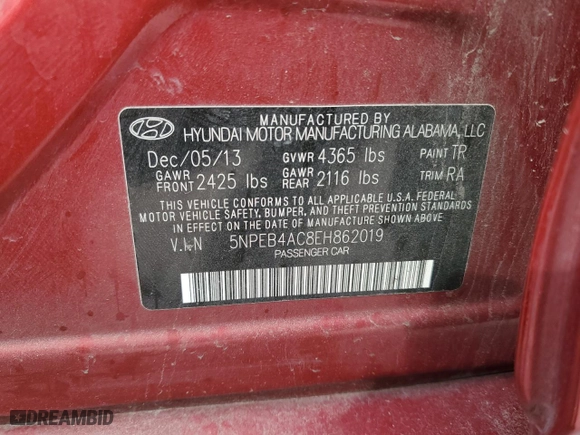 MANUFACTURED BY
HYUNDAI MOTOR MANUFACTURING ALABAMA, LLC
Dec/05/13 GVWR 4365 lbs PAINT TR
GAWR FRONT 2425 lbs GAWR REAR 2116 lbs TRIM RA
THIS VEHICLE CONFORMS TO ALL APPLICABLE U.S.A. FEDERAL
MOTOR VEHICLE SAFETY, BUMPER, AND THEFT PREVENTION STANDARDS
IN EFFECT ON THE DATE OF MANUFACTURE SHOWN ABOVE.
V.I.N 5NPEB4AC8EH862019
PASSENGER CAR
DREAMBID